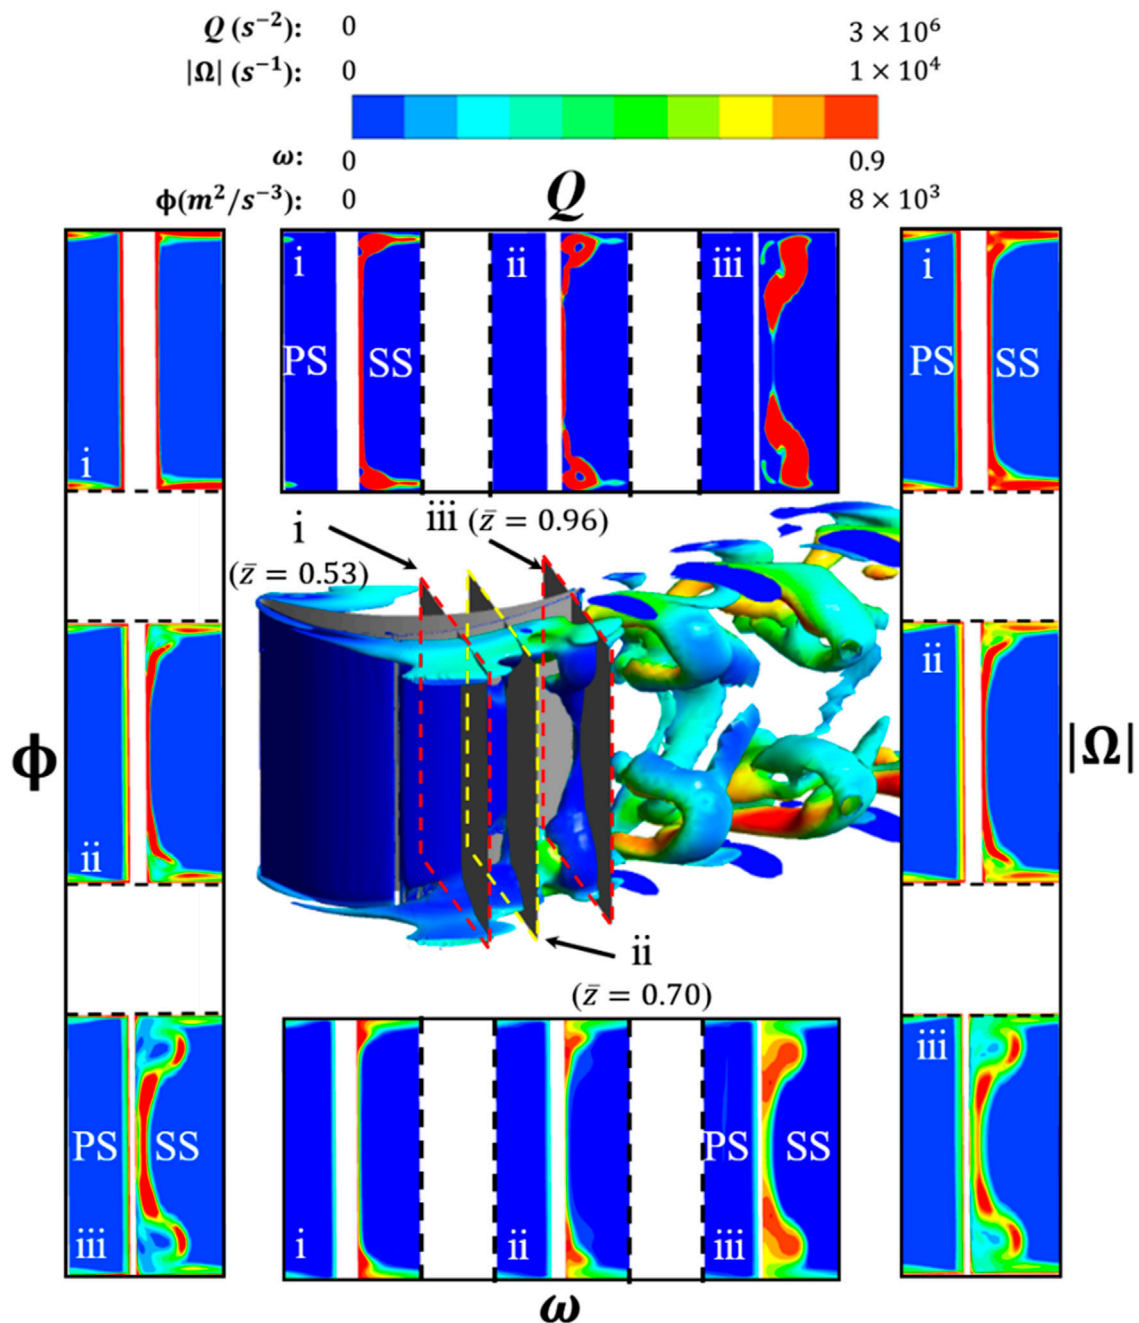 Q (s⁻²): 0 3 × 10⁶
|Ω| (s⁻¹): 0 1 × 10⁴
ω: 0 0.9
ϕ(m²/s⁻³): 0 8 × 10³
Q
i ii iii
PS SS
i
i
PS SS
i
(z̄ = 0.53)
iii (z̄ = 0.96)
ϕ
ii
ii
|Ω|
ii
(z̄ = 0.70)
PS SS
iii
i ii iii
PS SS
iii
ω